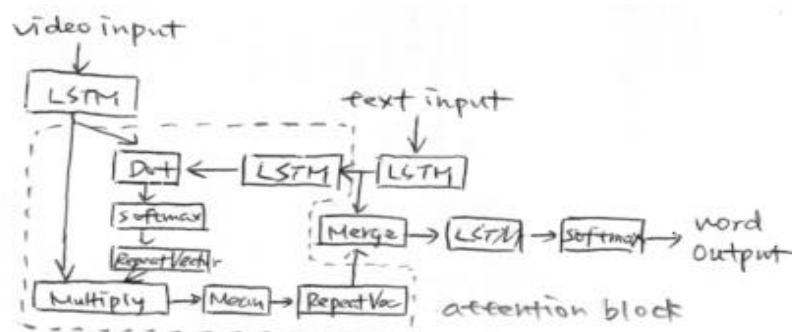 video input
LSTM
text input
Dot
LSTM
LSTM
Softmax
Merge
LSTM
Softmax
word
Output
RepeatVector
Multiply
Mean
RepeatVec
attention block